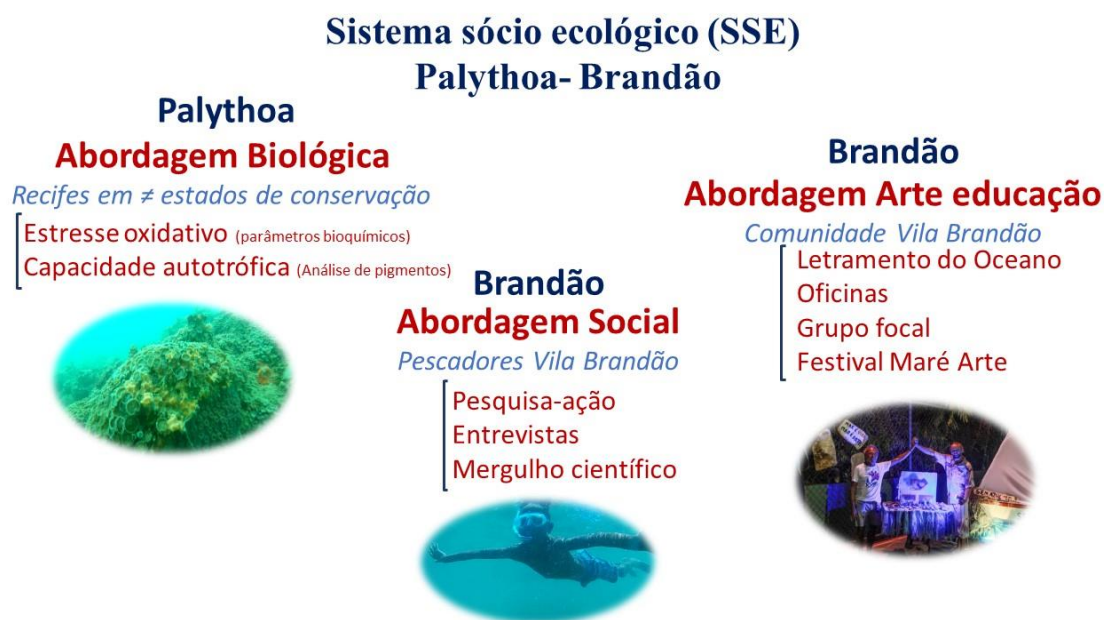 Sistema sócio ecológico (SSE)
Palythoa- Brandão
Palythoa
Abordagem Biológica
Recifes em ≠ estados de conservação
Estresse oxidativo (parâmetros bioquímicos)
Capacidade autotrófica (Análise de pigmentos)
Brandão
Abordagem Social
Pescadores Vila Brandão
Pesquisa-ação
Entrevistas
Mergulho científico
Brandão
Abordagem Arte educação
Comunidade Vila Brandão
Letramento do Oceano
Oficinas
Grupo focal
Festival Maré Arte